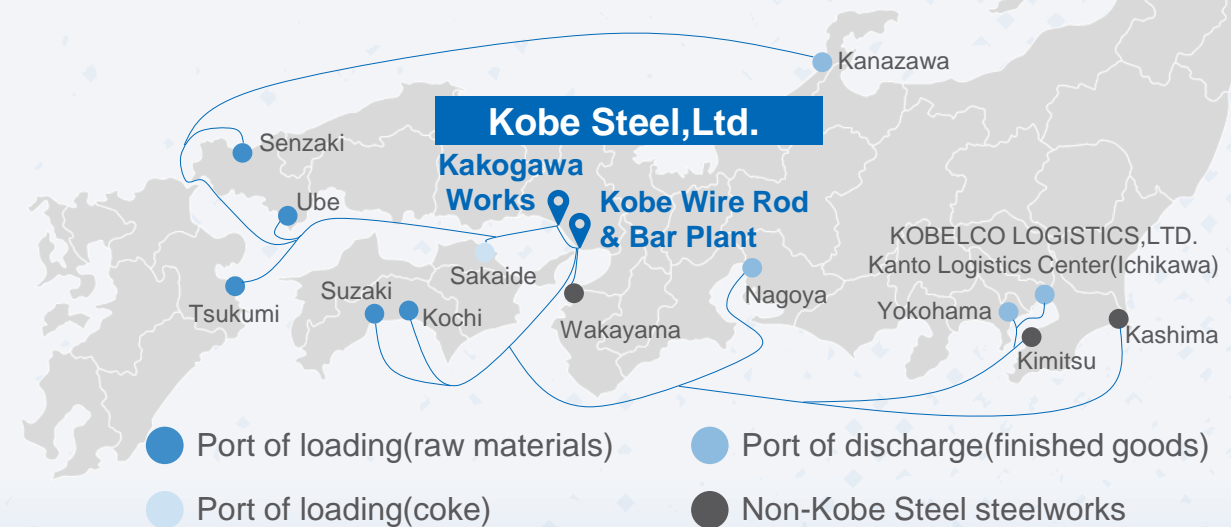 Kanazawa
Kobe Steel,Ltd.
Senzaki
Kakogawa
Works
Ube
Kobe Wire Rod
& Bar Plant
KOBELCO LOGISTICS,LTD.
Kanto Logistics Center(Ichikawa)
Sakaide
Suzaki
Nagoya
Tsukumi
Kochi
Yokohama
Wakayama
Kashima
Kimitsu
Port of loading(raw materials)
Port of discharge(finished goods)
Port of loading(coke)
Non-Kobe Steel steelworks